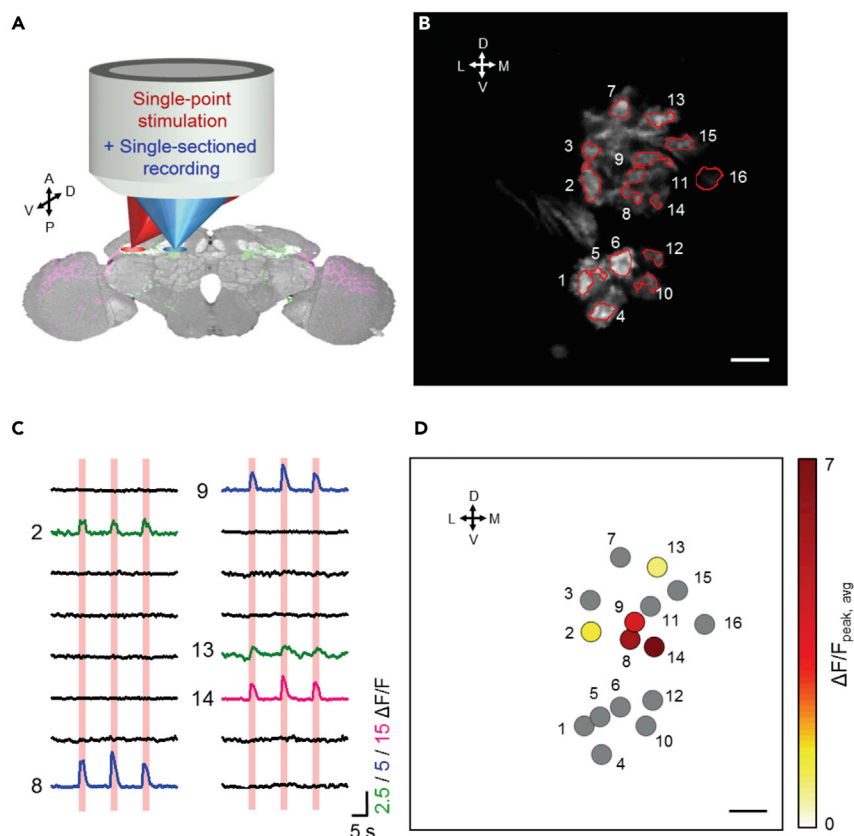 A
Single-point
stimulation
+ Single-sectioned
recording
A
D
V
P
B
D
L M
V
7
13
3
15
9
2
11
16
8
14
6
12
5
1
10
4
C
9
2
13
14
8
2.5 / 5 / 15 ΔF/F
5 s
D
D
L M
V
7
13
15
3
9
11
2
16
8
14
6
12
5
1
10
4
7
ΔF/Fpeak, avg
0